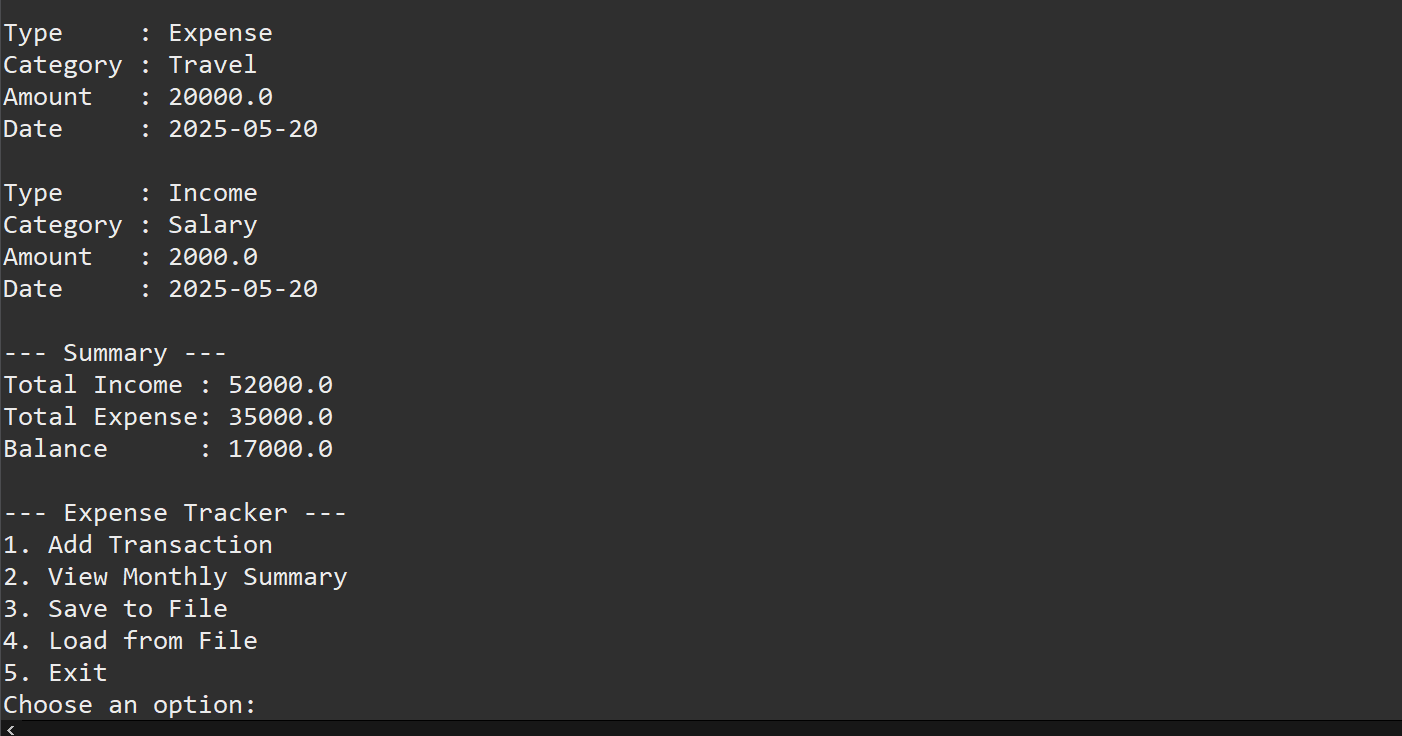 Type     : Expense
Category : Travel
Amount   : 20000.0
Date     : 2025-05-20

Type     : Income
Category : Salary
Amount   : 2000.0
Date     : 2025-05-20

--- Summary ---
Total Income : 52000.0
Total Expense: 35000.0
Balance      : 17000.0

--- Expense Tracker ---
1. Add Transaction
2. View Monthly Summary
3. Save to File
4. Load from File
5. Exit
Choose an option: